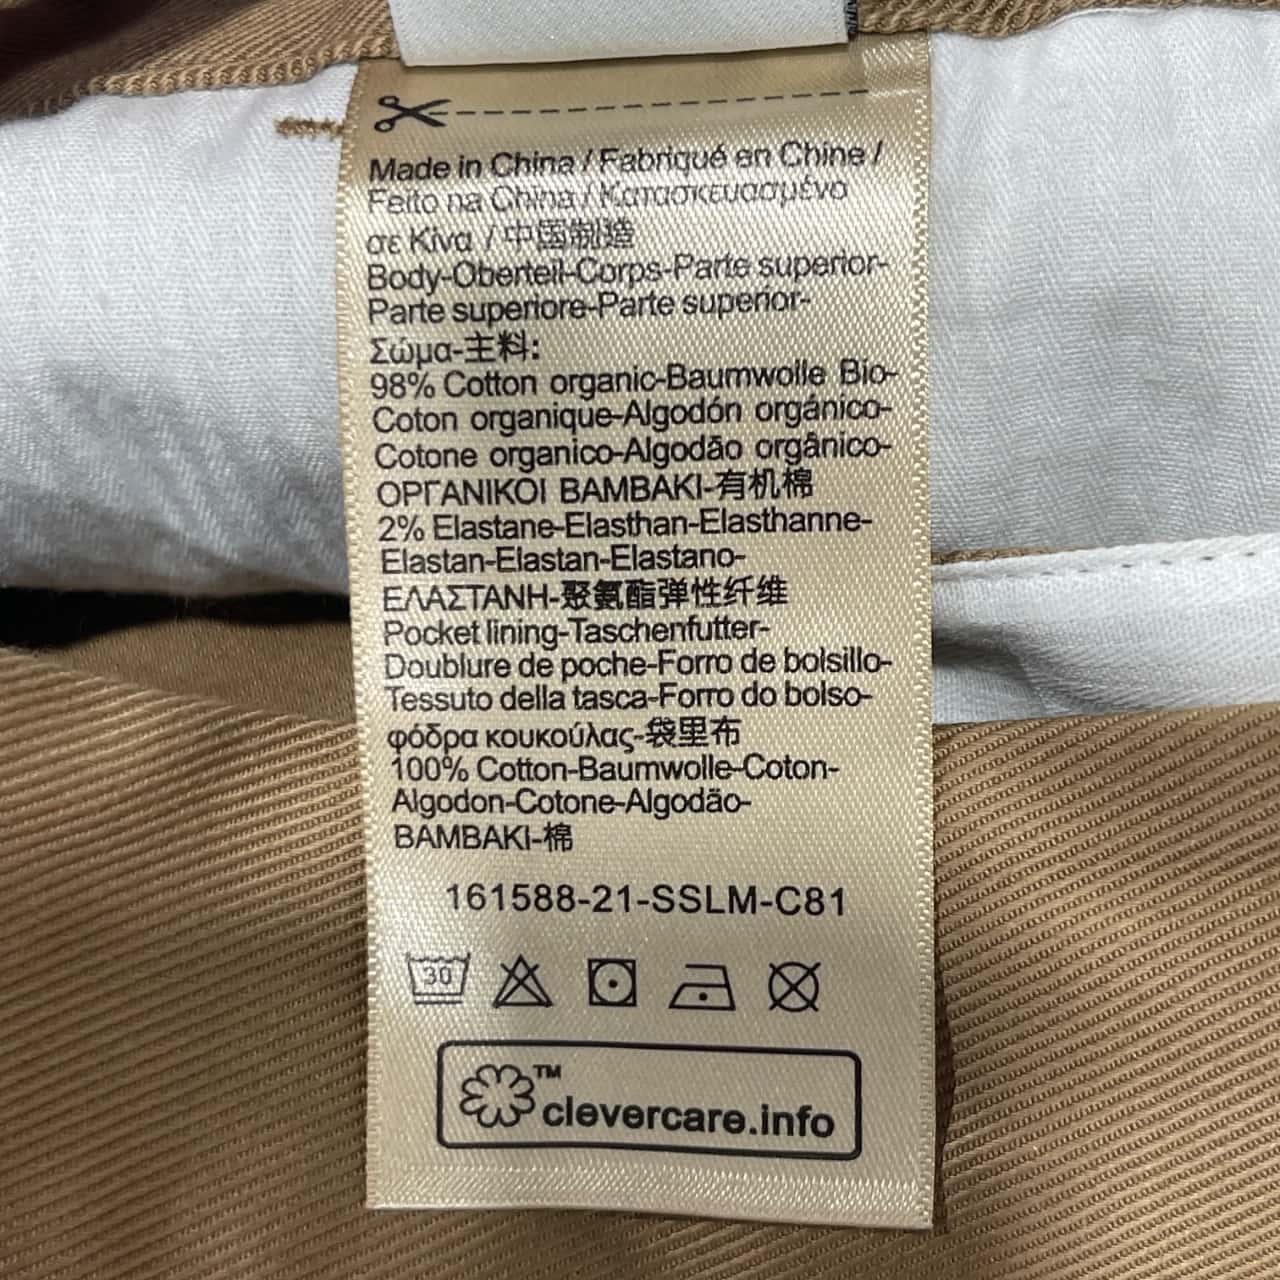 Made in China / Fabriqué en Chine /
Feito na China / Κατασκευασμένο
σε Κίνα / 中国制造
Body-Oberteil-Corps-Parte superior-
Parte superiore-Parte superior-
Σώμα-主料:
98% Cotton organic-Baumwolle Bio-
Coton organique-Algodón orgánico-
Cotone organico-Algodão orgânico-
ΟΡΓΑΝΙΚΟΙ ΒΑΜΒΑΚΙ-有机棉
2% Elastane-Elasthan-Elasthanne-
Elastan-Elastan-Elastano-
ΕΛΑΣΤΑΝΗ-聚氨酯弹性纤维
Pocket lining-Taschenfutter-
Doublure de poche-Forro de bolsillo-
Tessuto della tasca-Forro do bolso-
φόδρα κουκούλας-袋里布
100% Cotton-Baumwolle-Coton-
Algodon-Cotone-Algodão-
ΒΑΜΒΑΚΙ-棉
161588-21-SSLM-C81
30
™
clevercare.info